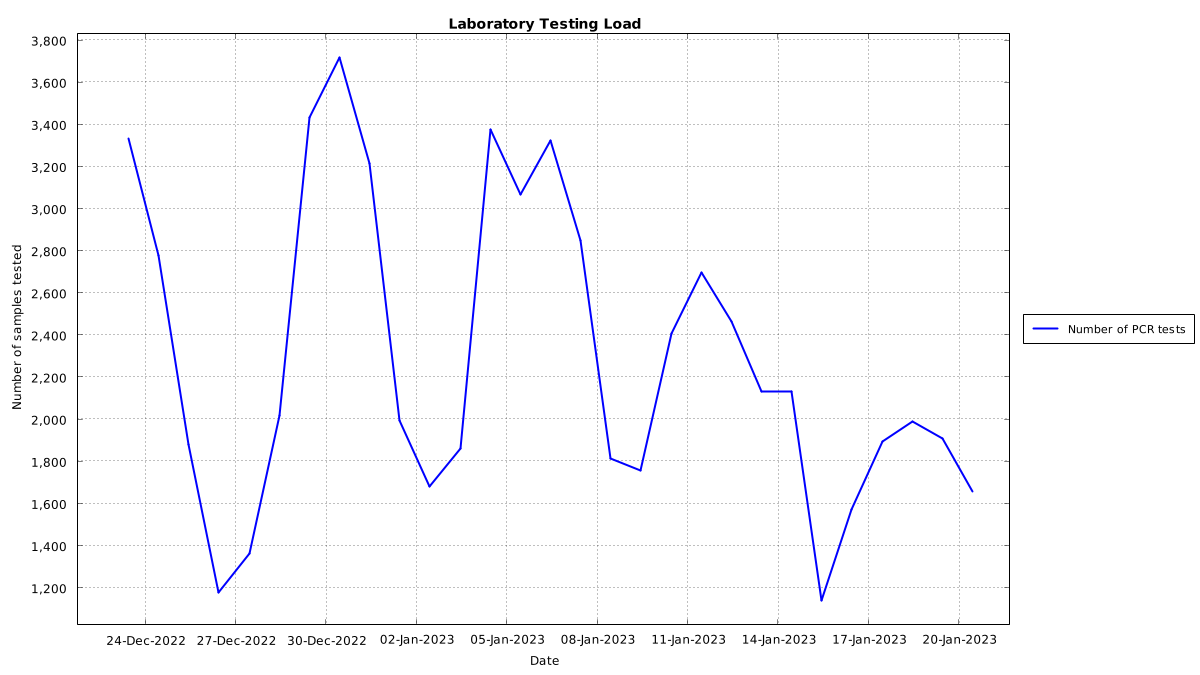 Laboratory Testing Load
3,800
3,600
3,400
3,200
3,000
2,800
2,600
2,400
2,200
2,000
1,800
1,600
1,400
1,200
Number of samples tested
24-Dec-2022 27-Dec-2022 30-Dec-2022 02-Jan-2023 05-Jan-2023 08-Jan-2023 11-Jan-2023 14-Jan-2023 17-Jan-2023 20-Jan-2023
Date
Number of PCR tests